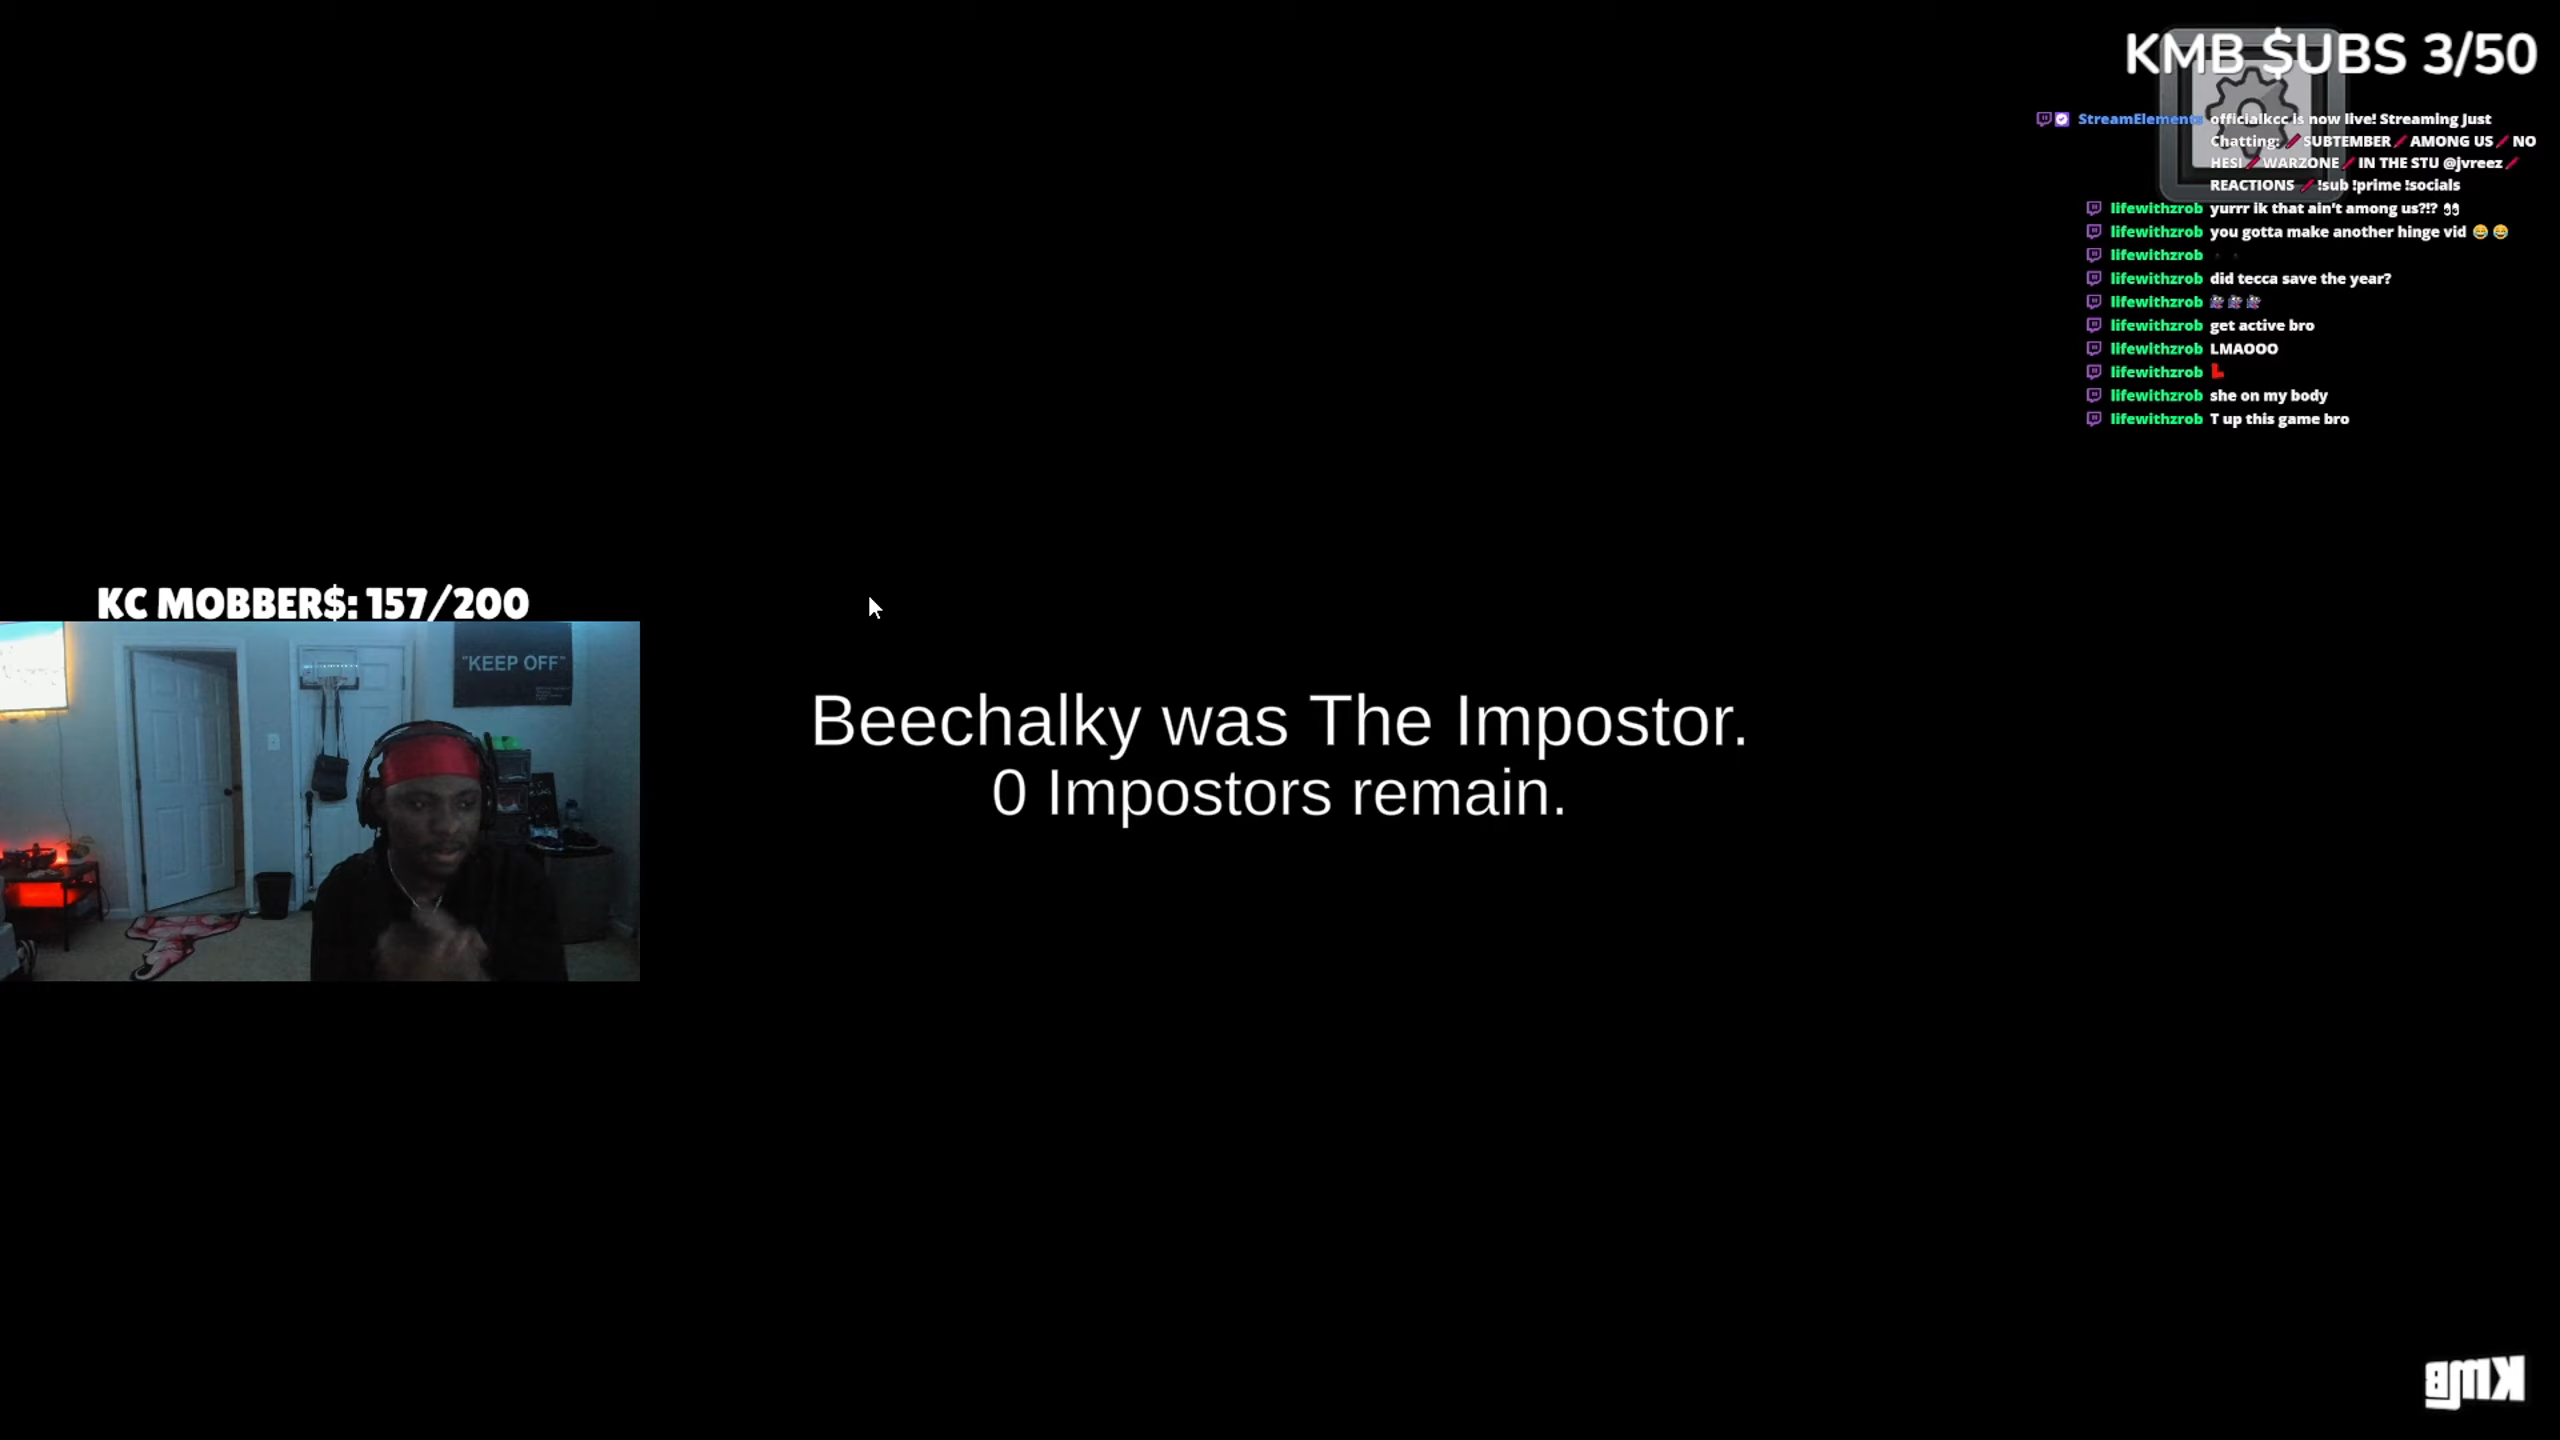 KMB $UBS 3/50
StreamElements officialkcc is now live! Streaming Just
Chatting: SUBTEMBER AMONG US NO
HESI WARZONE IN THE STU @jvreez
REACTIONS !sub !prime !socials
lifewithzrob yurrr ik that ain't among us?!? 👀
lifewithzrob you gotta make another hinge vid 😂 😂
lifewithzrob
lifewithzrob did tecca save the year?
lifewithzrob
lifewithzrob get active bro
lifewithzrob LMAOOO
lifewithzrob
lifewithzrob she on my body
lifewithzrob T up this game bro
KC MOBBER$: 157/200
"KEEP OFF"
Beechalky was The Impostor.
0 Impostors remain.
KMB